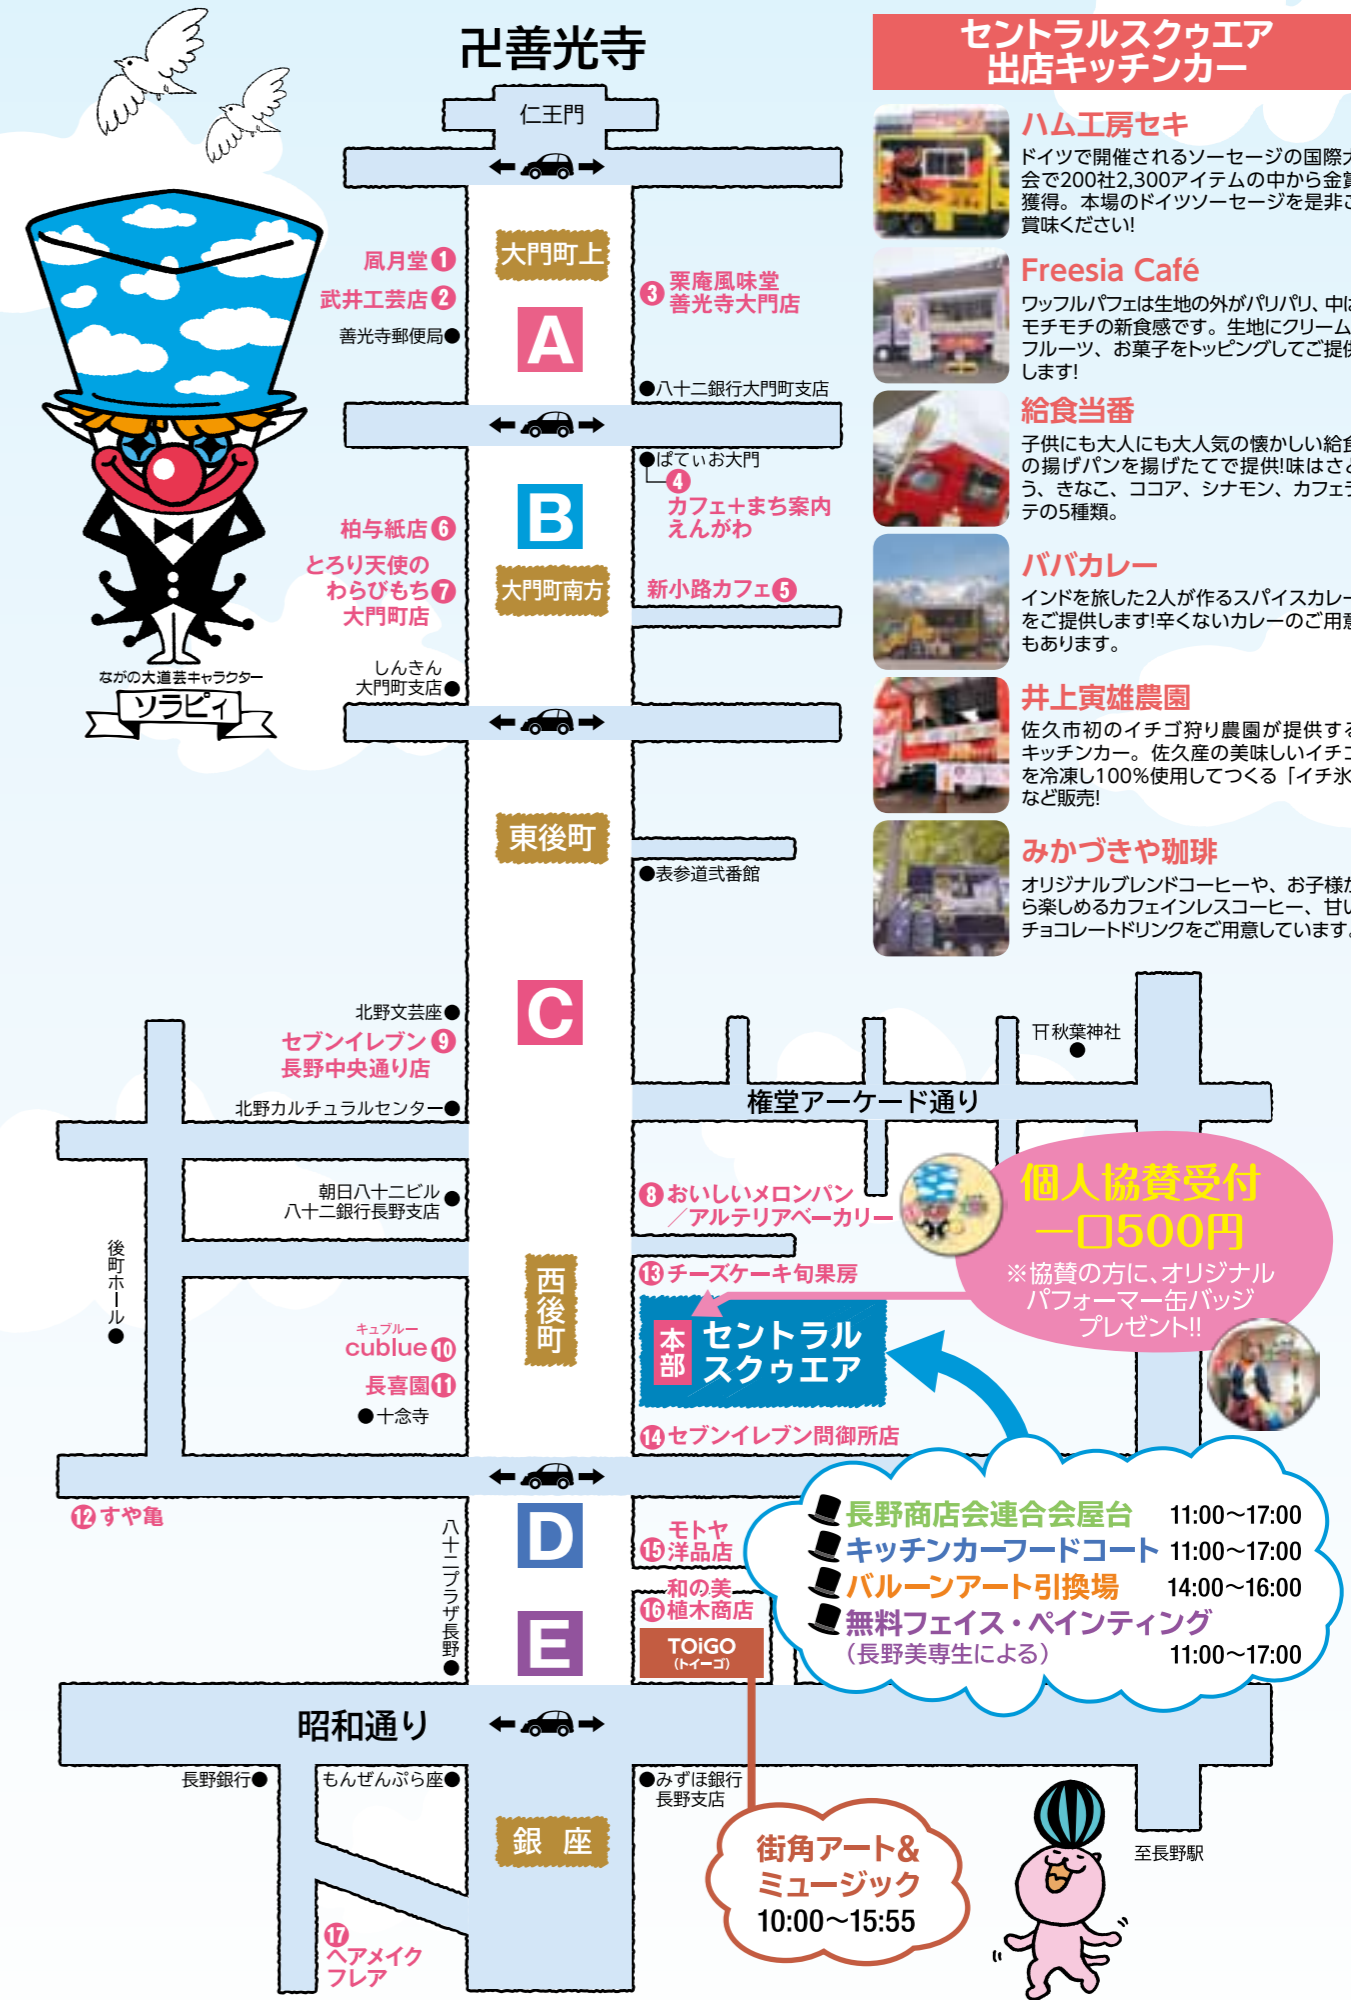 卍善光寺
仁王門
大門町上
凮月堂①
武井工芸店②
善光寺郵便局●
A
③栗庵風味堂
善光寺大門店
●八十二銀行大門町支店
●ぱてぃお大門
④
カフェ+まち案内
えんがわ
B
柏与紙店⑥
とろり天使の
わらびもち⑦
大門町店
大門町南方
新小路カフェ⑤
しんきん
大門町支店●
ながの大道芸キャラクター
ソラピィ
東後町
●表参道弐番館
C
北野文芸座●
セブンイレブン⑨
長野中央通り店
北野カルチュラルセンター●
秋葉神社
権堂アーケード通り
朝日八十二ビル
八十二銀行長野支店
後町ホール●
⑧おいしいメロンパン
/アルテリアベーカリー
西後町
⑬チーズケーキ旬果房
本部
セントラル
スクゥエア
キュブルー
cublue⑩
長喜園⑪
●十念寺
⑭セブンイレブン問御所店
⑫すや亀
八十二プラザ長野●
D
E
モトヤ
⑮洋品店
和の美
⑯植木商店
TOiGO
(トイーゴ)
昭和通り
長野銀行●
もんぜんぷら座●
●みずほ銀行
長野支店
銀座
⑰
ヘアメイク
フレア
街角アート&
ミュージック
10:00~15:55
至長野駅
セントラルスクゥエア
出店キッチンカー
ハム工房セキ
ドイツで開催されるソーセージの国際大
会で200社2,300アイテムの中から金賞
獲得。本場のドイツソーセージを是非ご
賞味ください!
Freesia Café
ワッフルパフェは生地の外がパリパリ、中は
モチモチの新食感です。生地にクリーム、
フルーツ、お菓子をトッピングしてご提供
します!
給食当番
子供にも大人にも大人気の懐かしい給食
の揚げパンを揚げたてで提供!味はさと
う、きなこ、ココア、シナモン、カフェラ
テの5種類。
ババカレー
インドを旅した2人が作るスパイスカレー
をご提供します!辛くないカレーのご用意
もあります。
井上寅雄農園
佐久市初のイチゴ狩り農園が提供する
キッチンカー。佐久産の美味しいイチゴ
を冷凍し100%使用してつくる「イチ氷」
など販売!
みかづきや珈琲
オリジナルブレンドコーヒーや、お子様か
ら楽しめるカフェインレスコーヒー、甘い
チョコレートドリンクをご用意しています。
個人協賛受付
一口500円
※協賛の方に、オリジナル
パフォーマー缶バッジ
プレゼント!!
長野商店会連合会屋台 11:00~17:00
キッチンカーフードコート 11:00~17:00
バルーンアート引換場 14:00~16:00
無料フェイス・ペインティング
(長野美専生による) 11:00~17:00